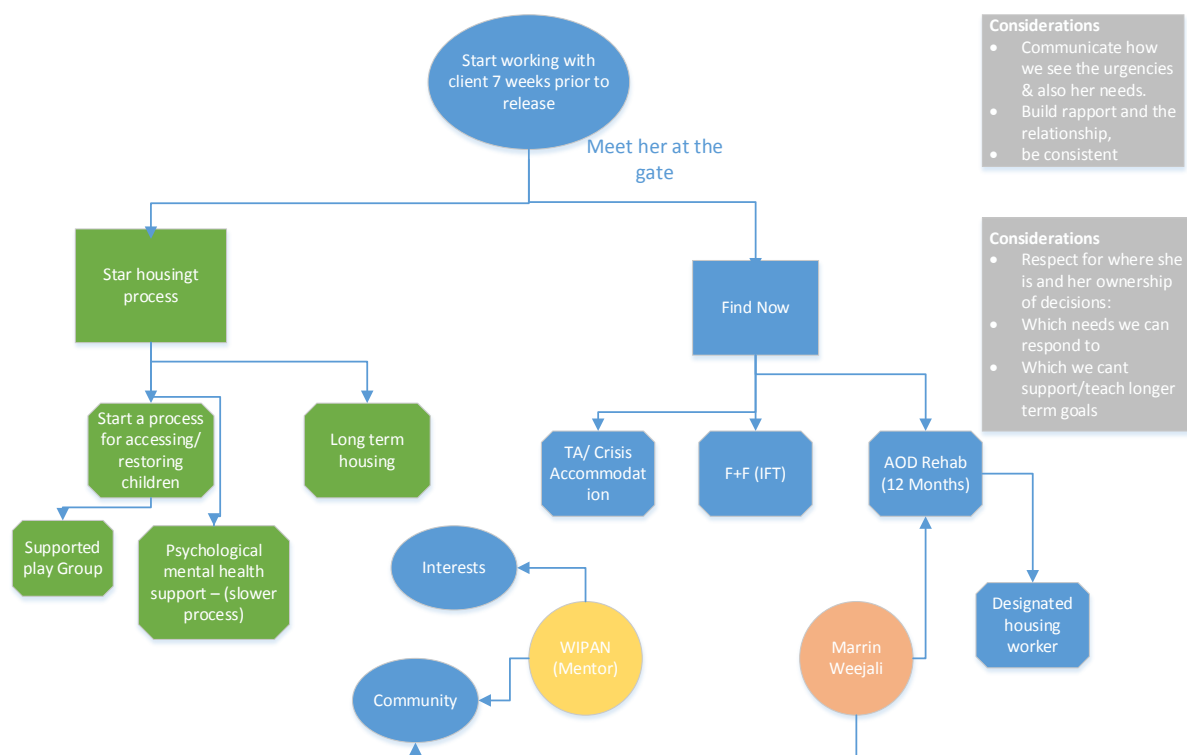 Start working with
client 7 weeks prior to
release
Meet her at the
gate
Considerations
• Communicate how
we see the urgencies
& also her needs.
• Build rapport and the
relationship,
• be consistent
Star housingt
process
Find Now
Considerations
• Respect for where she
is and her ownership
of decisions:
• Which needs we can
respond to
• Which we cant
support/teach longer
term goals
Start a process
for accessing/
restoring
children
Long term
housing
TA/ Crisis
Accommodat
ion
F+F (IFT)
AOD Rehab
(12 Months)
Supported
play Group
Psychological
mental health
support – (slower
process)
Interests
WIPAN
(Mentor)
Marrin
Weejali
Designated
housing
worker
Community